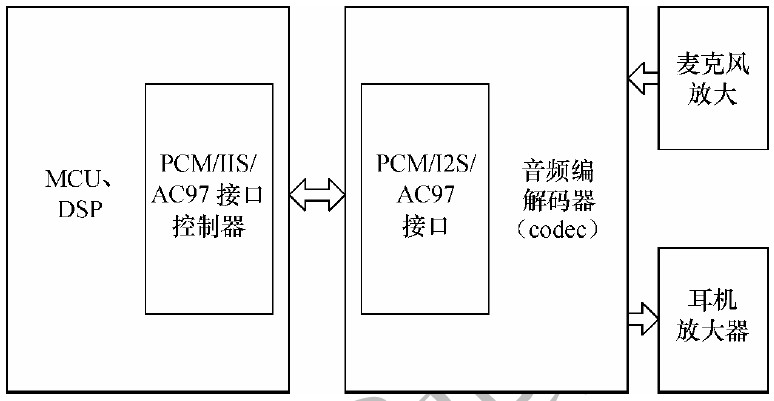 MCU、
DSP
PCM/IIS/
AC97 接口
控制器
PCM/I2S/
AC97
接口
音频编
解码器
（codec）
麦克风
放大
耳机
放大器